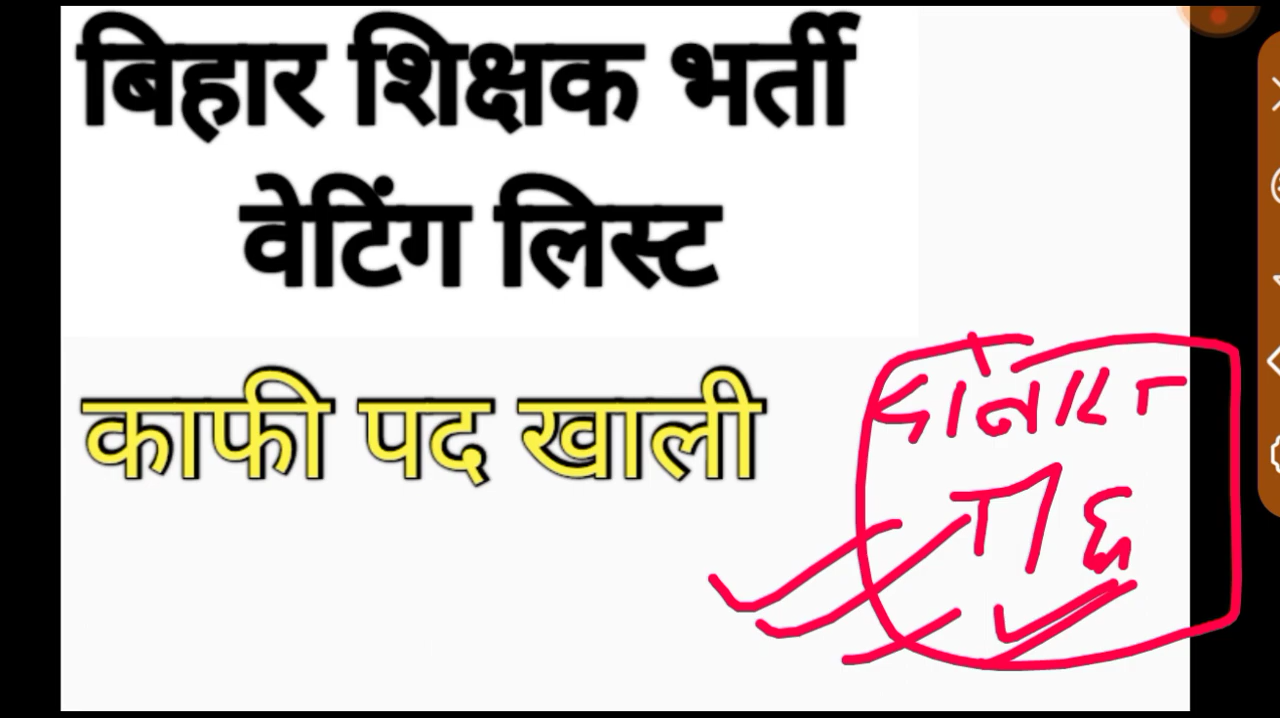 बिहार शिक्षक भर्ती
वेटिंग लिस्ट
काफी पद खाली